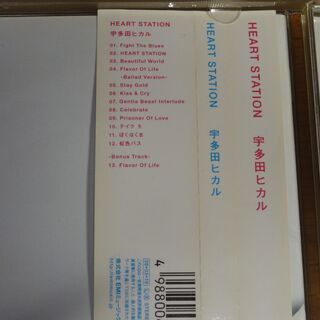 HEART STATION
宇多田ヒカル
01. Fight The Blues
02. HEART STATION
03. Beautiful World
04. Flavor Of Life
-Ballad Version-
05. Stay Gold
06. Kiss & Cry
07. Gentle Beast Interlude
08. Celebrate
09. Prisoner Of Love
10. テイク 5
11. ぼくはくま
12. 虹色バス
-Bonus Track-
13. Flavor Of Life
HEART STATION 宇多田ヒカル
HEART STATION 宇多田ヒカル
4 98800
STEREO